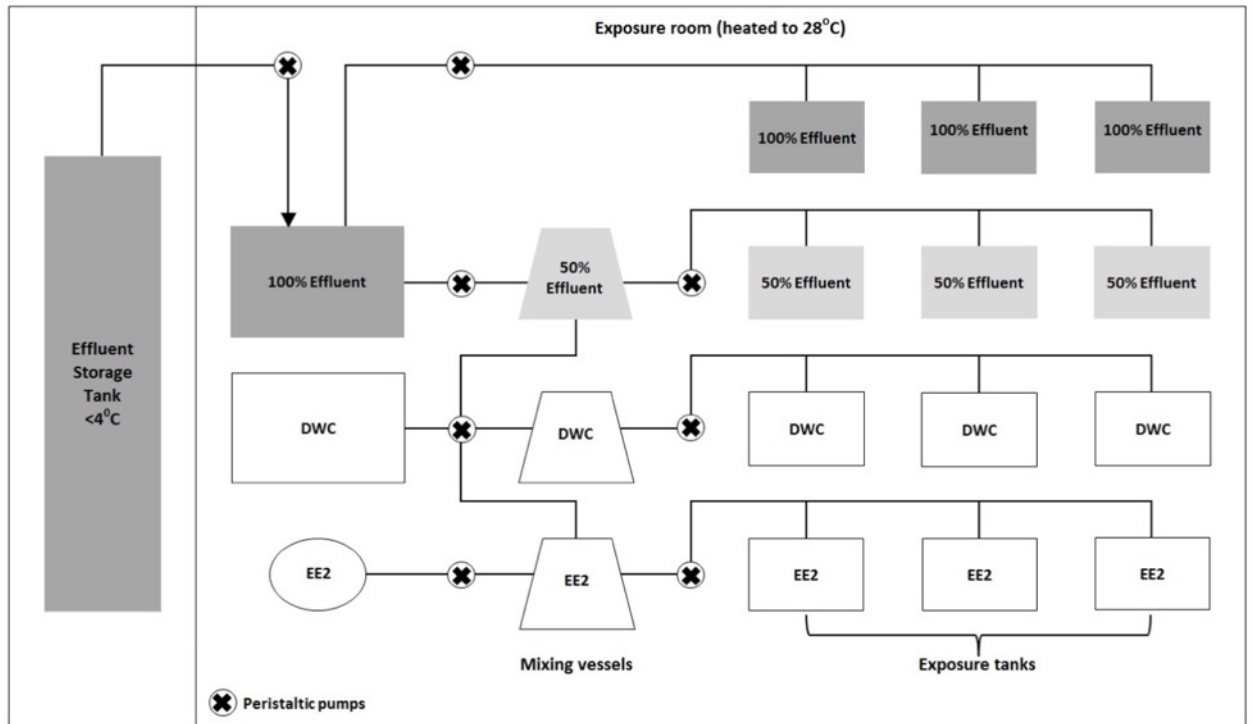 Exposure room (heated to 28°C)
100% Effluent
100% Effluent
100% Effluent
100% Effluent
50%
Effluent
50% Effluent
50% Effluent
50% Effluent
Effluent
Storage
Tank
<4°C
DWC
DWC
DWC
DWC
DWC
EE2
EE2
EE2
EE2
EE2
Mixing vessels
Exposure tanks
Peristaltic pumps